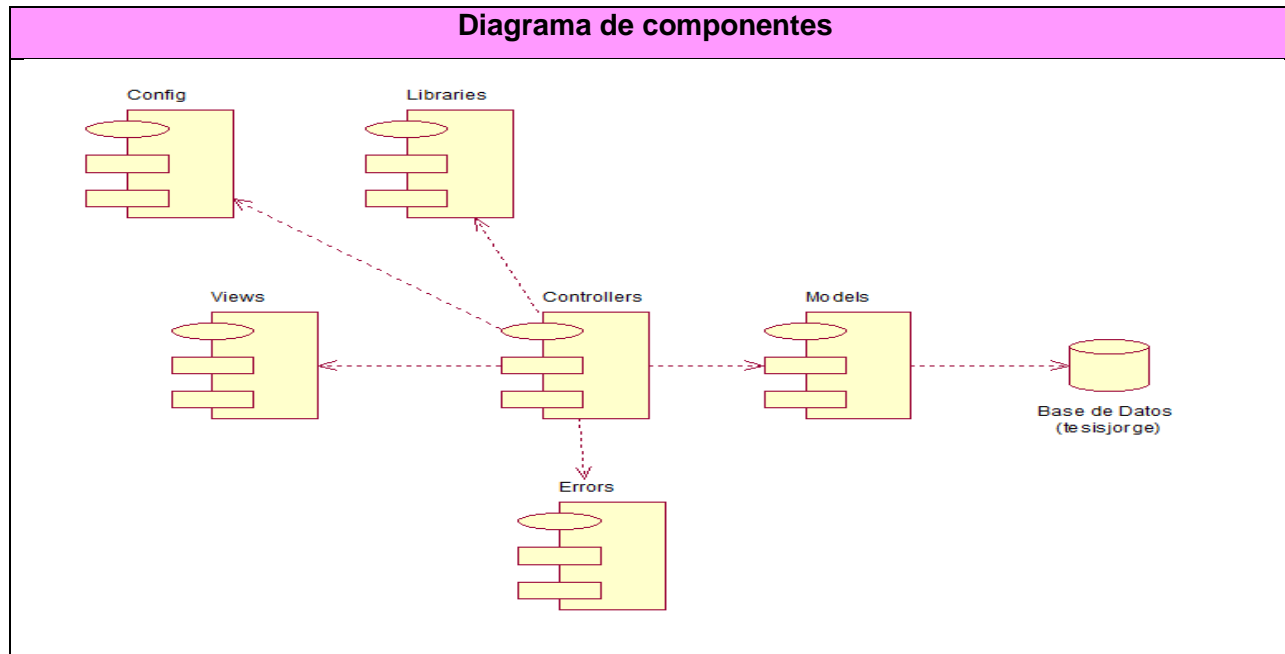 Diagrama de componentes
Config
Libraries
Views
Controllers
Models
Base de Datos
(tesisjorge)
Errors